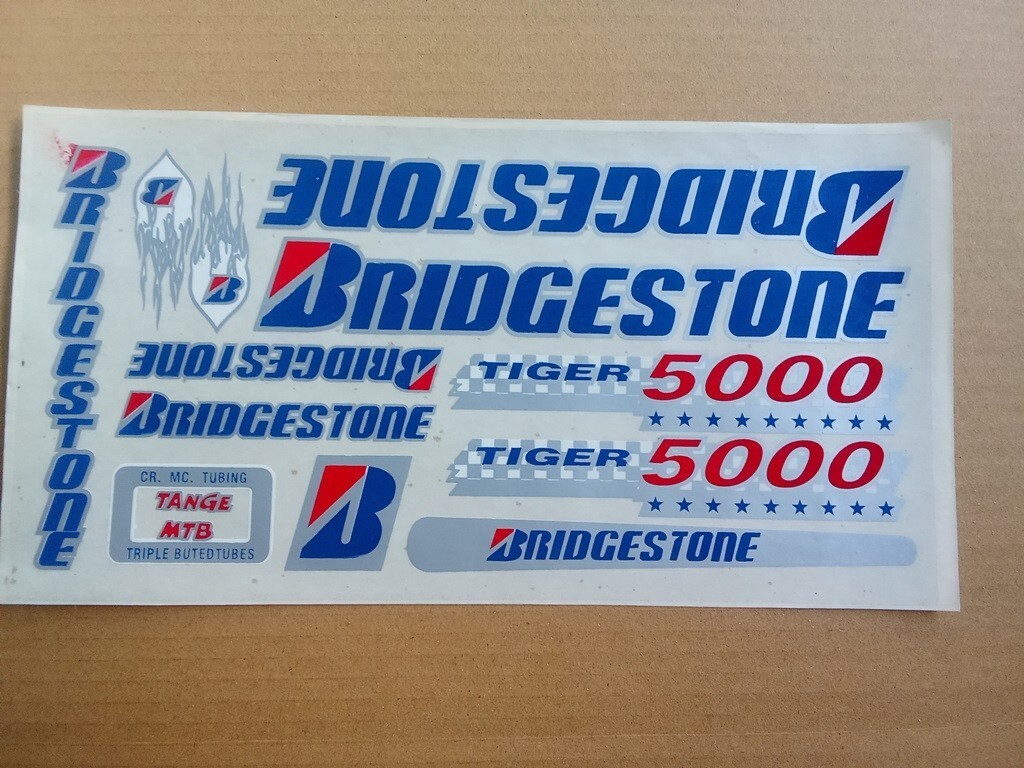 BRIDGESTONE
B
B
BRIDGESTONE
BRIDGESTONE
BRIDGESTONE
BRIDGESTONE
TIGER 5000
TIGER 5000
CR. MC. TUBING
TANGE
MTB
TRIPLE BUTEDTUBES
B
BRIDGESTONE